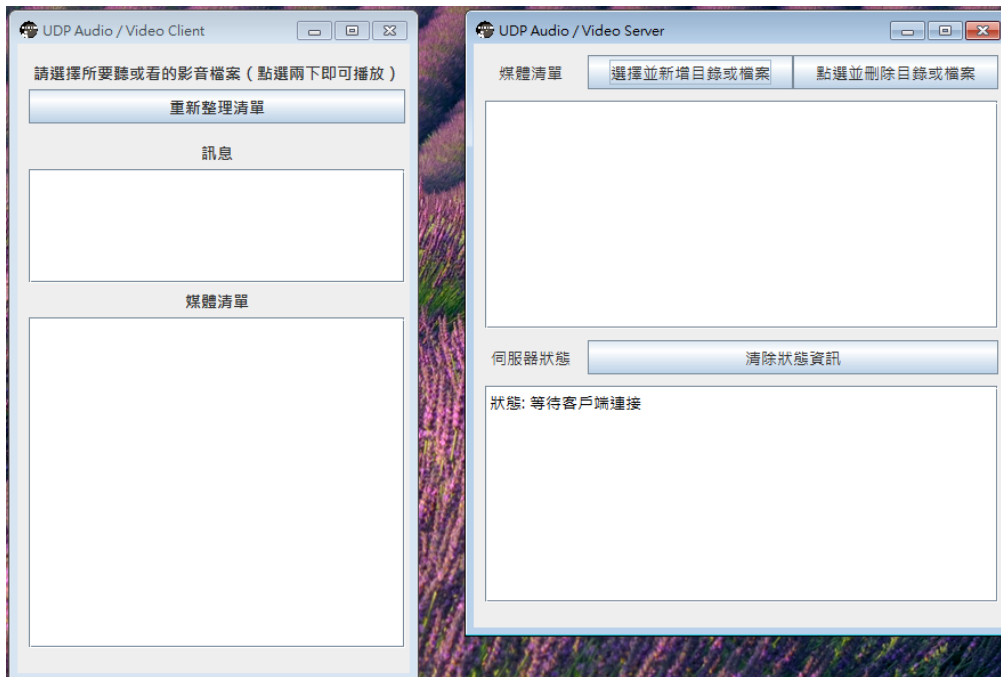 UDP Audio / Video Client
請選擇所要聽或看的影音檔案 ( 點選兩下即可播放 )
重新整理清單
訊息
媒體清單
UDP Audio / Video Server
媒體清單 選擇並新增目錄或檔案 點選並刪除目錄或檔案
伺服器狀態 清除狀態資訊
狀態: 等待客戶端連接